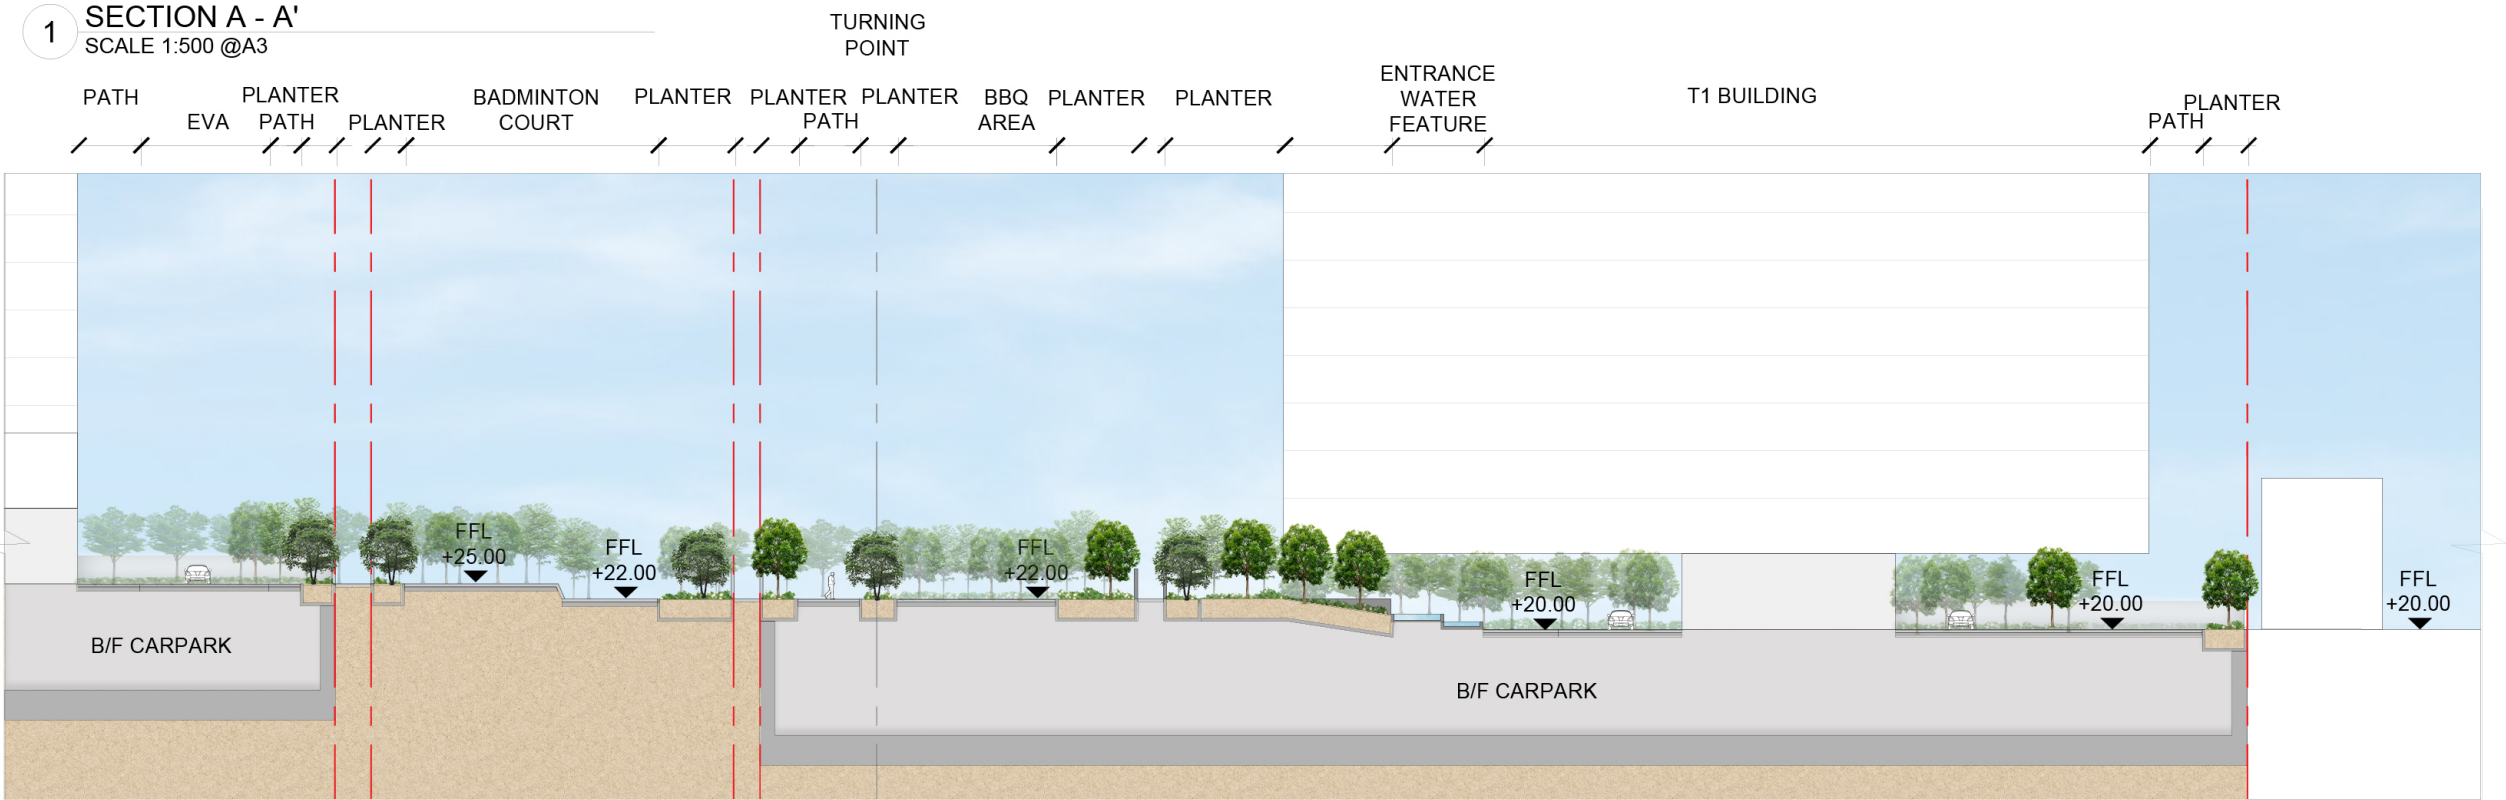 1
SECTION A - A'
SCALE 1:500 @A3
TURNING
POINT
PATH
EVA
PLANTER
PATH
PLANTER
BADMINTON
COURT
PLANTER
PLANTER
PATH
PLANTER
BBQ
AREA
PLANTER
PLANTER
ENTRANCE
WATER
FEATURE
T1 BUILDING
PATH
PLANTER
FFL
+25.00
FFL
+22.00
FFL
+22.00
FFL
+20.00
FFL
+20.00
FFL
+20.00
B/F CARPARK
B/F CARPARK